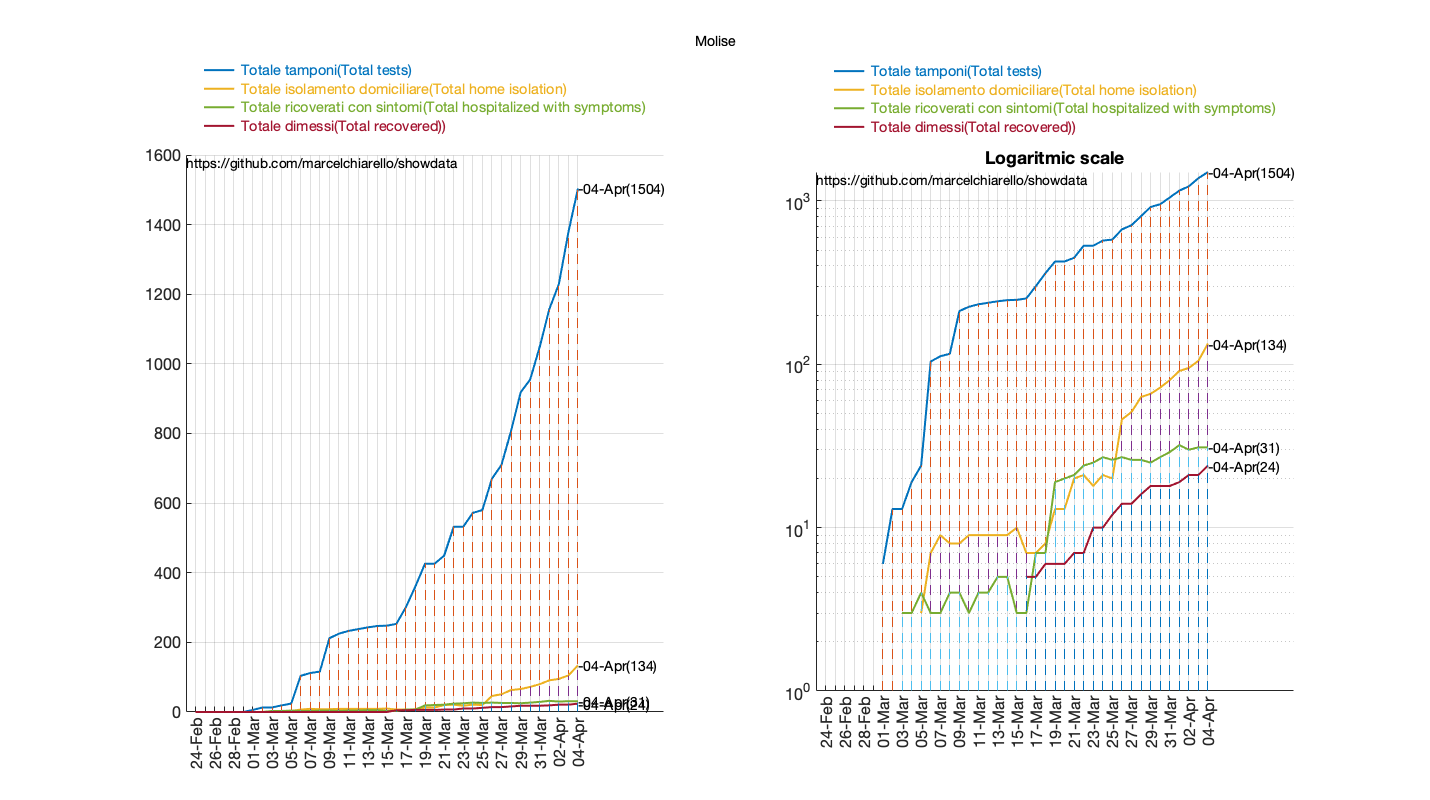 Molise
Totale tamponi(Total tests)
Totale isolamento domiciliare(Total home isolation)
Totale ricoverati con sintomi(Total hospitalized with symptoms)
Totale dimessi(Total recovered))
1600
https://github.com/marcelchiarello/showdata
-04-Apr(1504)
1400
1200
1000
800
600
400
200
-04-Apr(134)
-04-Apr(31)
-04-Apr(24)
0
24-Feb
26-Feb
28-Feb
01-Mar
03-Mar
05-Mar
07-Mar
09-Mar
11-Mar
13-Mar
15-Mar
17-Mar
19-Mar
21-Mar
23-Mar
25-Mar
27-Mar
29-Mar
31-Mar
02-Apr
04-Apr
Totale tamponi(Total tests)
Totale isolamento domiciliare(Total home isolation)
Totale ricoverati con sintomi(Total hospitalized with symptoms)
Totale dimessi(Total recovered))
Logaritmic scale
https://github.com/marcelchiarello/showdata
-04-Apr(1504)
10³
10²
-04-Apr(134)
-04-Apr(31)
-04-Apr(24)
10¹
10⁰
24-Feb
26-Feb
28-Feb
01-Mar
03-Mar
05-Mar
07-Mar
09-Mar
11-Mar
13-Mar
15-Mar
17-Mar
19-Mar
21-Mar
23-Mar
25-Mar
27-Mar
29-Mar
31-Mar
02-Apr
04-Apr